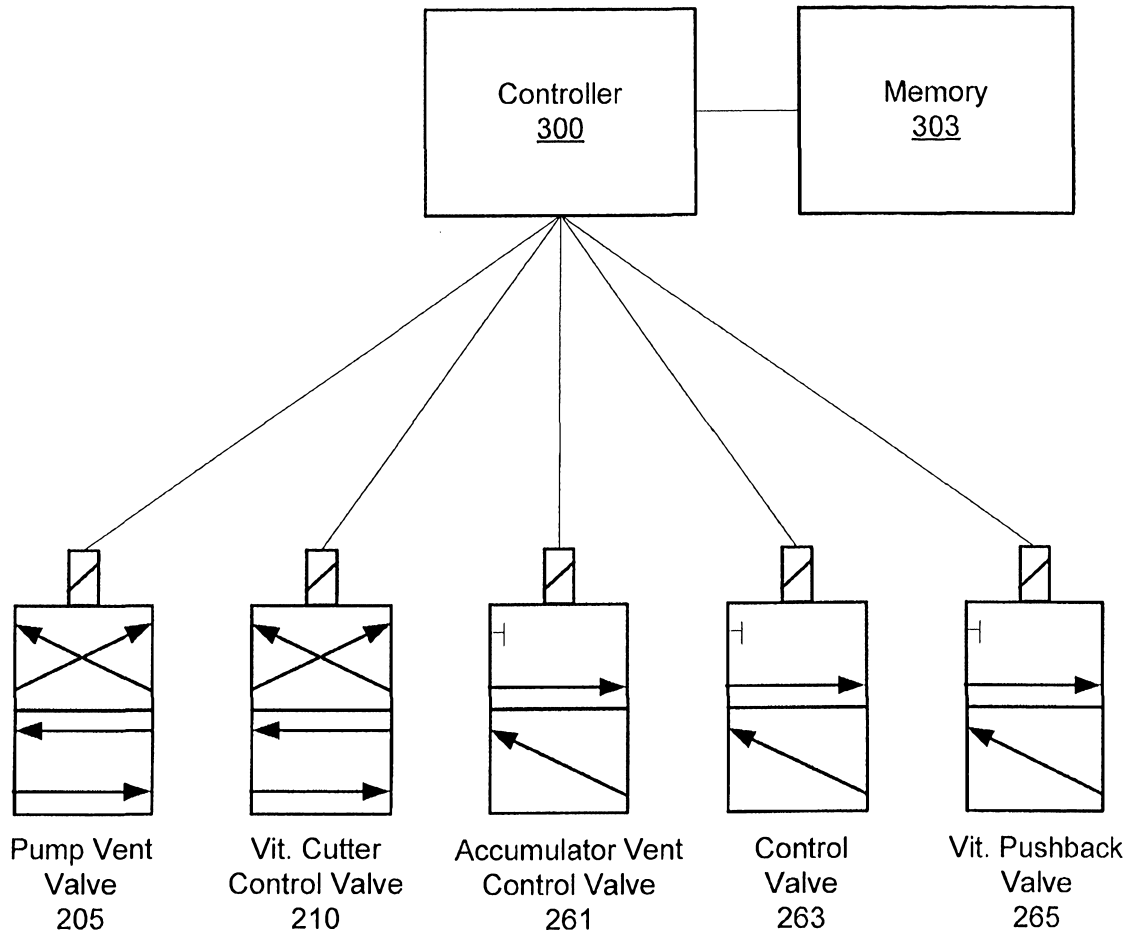 Controller
300
Memory
303
Pump Vent
Valve
205
Vit. Cutter
Control Valve
210
Accumulator Vent
Control Valve
261
Control
Valve
263
Vit. Pushback
Valve
265